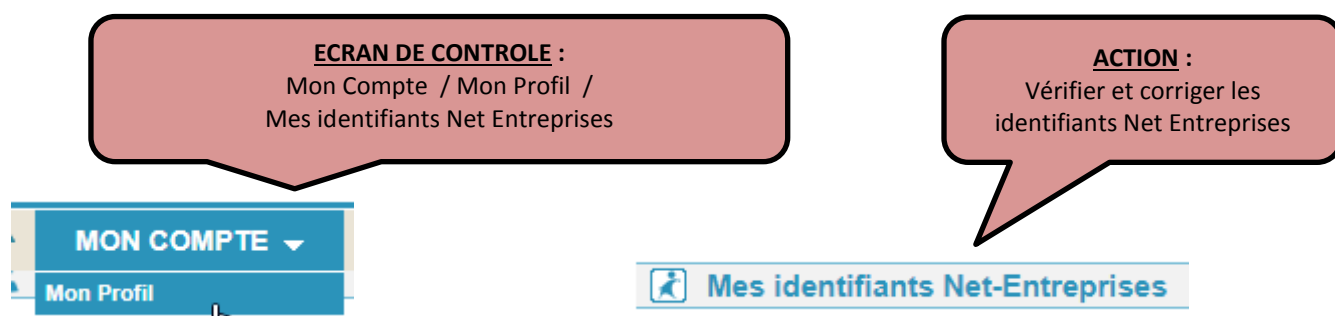 ECRAN DE CONTROLE :
Mon Compte / Mon Profil /
Mes identifiants Net Entreprises
ACTION :
Vérifier et corriger les
identifiants Net Entreprises
MON COMPTE
Mon Profil
Mes identifiants Net-Entreprises